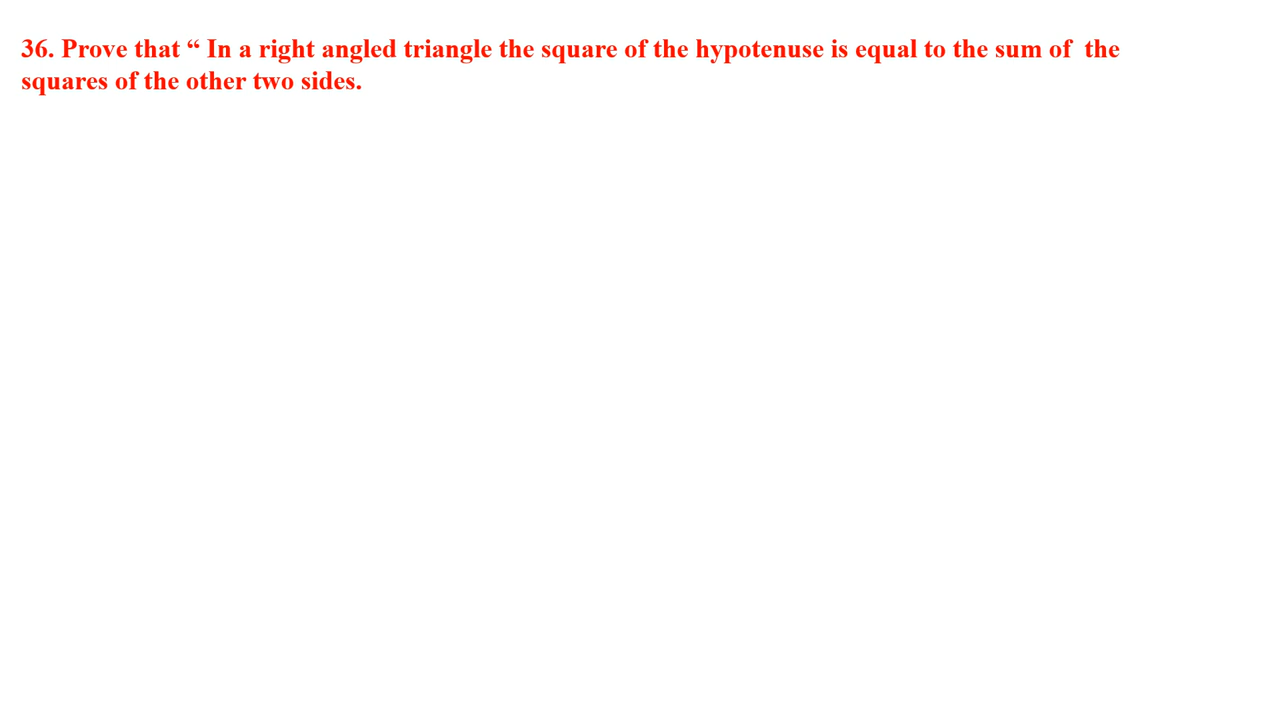 36. Prove that “ In a right angled triangle the square of the hypotenuse is equal to the sum of  the
squares of the other two sides.